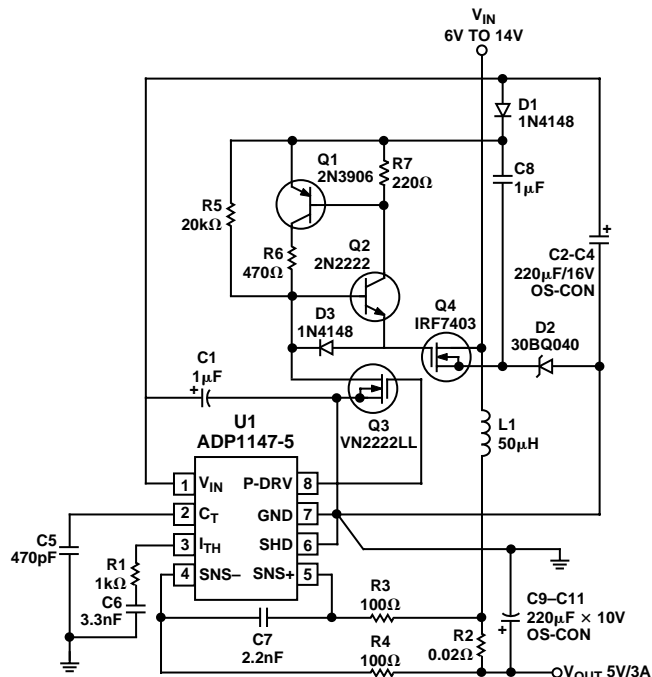 VIN
6V TO 14V
D1
1N4148
Q1
2N3906
R7
220Ω
C8
1µF
R5
20kΩ
R6
470Ω
Q2
2N2222
+
C2-C4
220µF/16V
OS-CON
D3
1N4148
Q4
IRF7403
D2
30BQ040
C1
1µF
+
Q3
VN2222LL
L1
50µH
U1
ADP1147-5
1 VIN P-DRV 8
2 CT GND 7
3 ITH SHD 6
4 SNS– SNS+ 5
C5
470pF
R1
1kΩ
C6
3.3nF
C7
2.2nF
R3
100Ω
R4
100Ω
R2
0.02Ω
C9–C11
220µF × 10V
OS-CON
+
VOUT 5V/3A